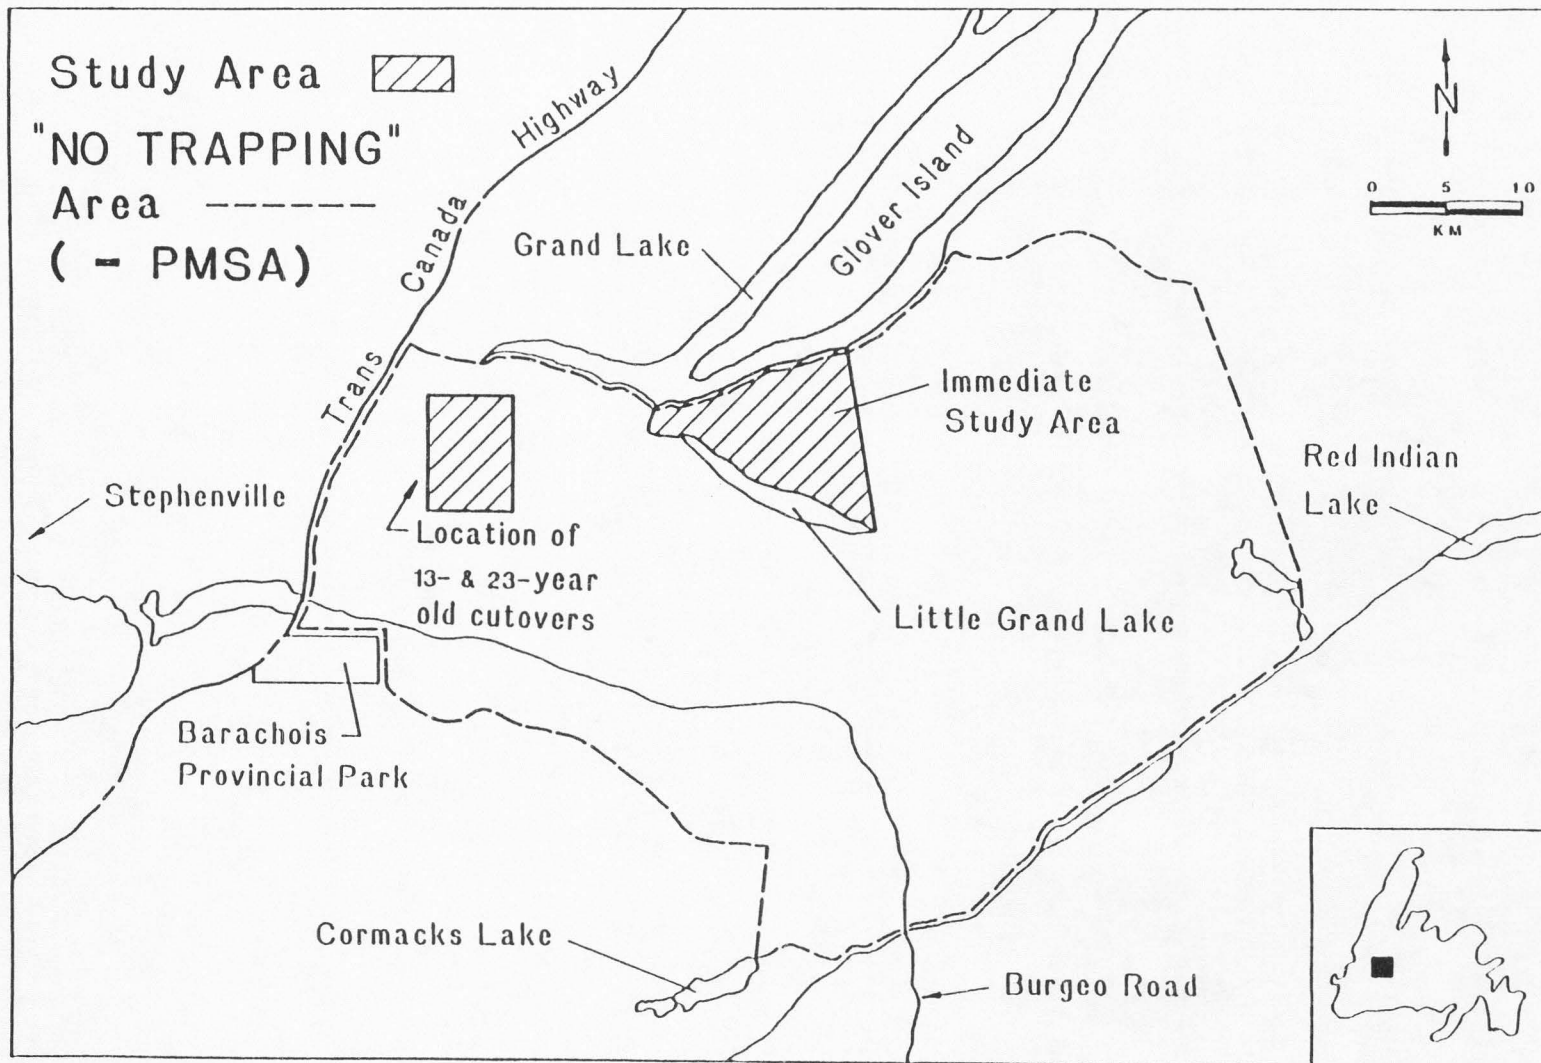 Study Area
"NO TRAPPING"
Area
( - PMSA)
Trans Canada Highway
Grand Lake
Glover Island
N
0 5 10
KM
Immediate
Study Area
Red Indian
Lake
Stephenville
Location of
13- & 23-year
old cutovers
Little Grand Lake
Barachois
Provincial Park
Cormacks Lake
Burgeo Road